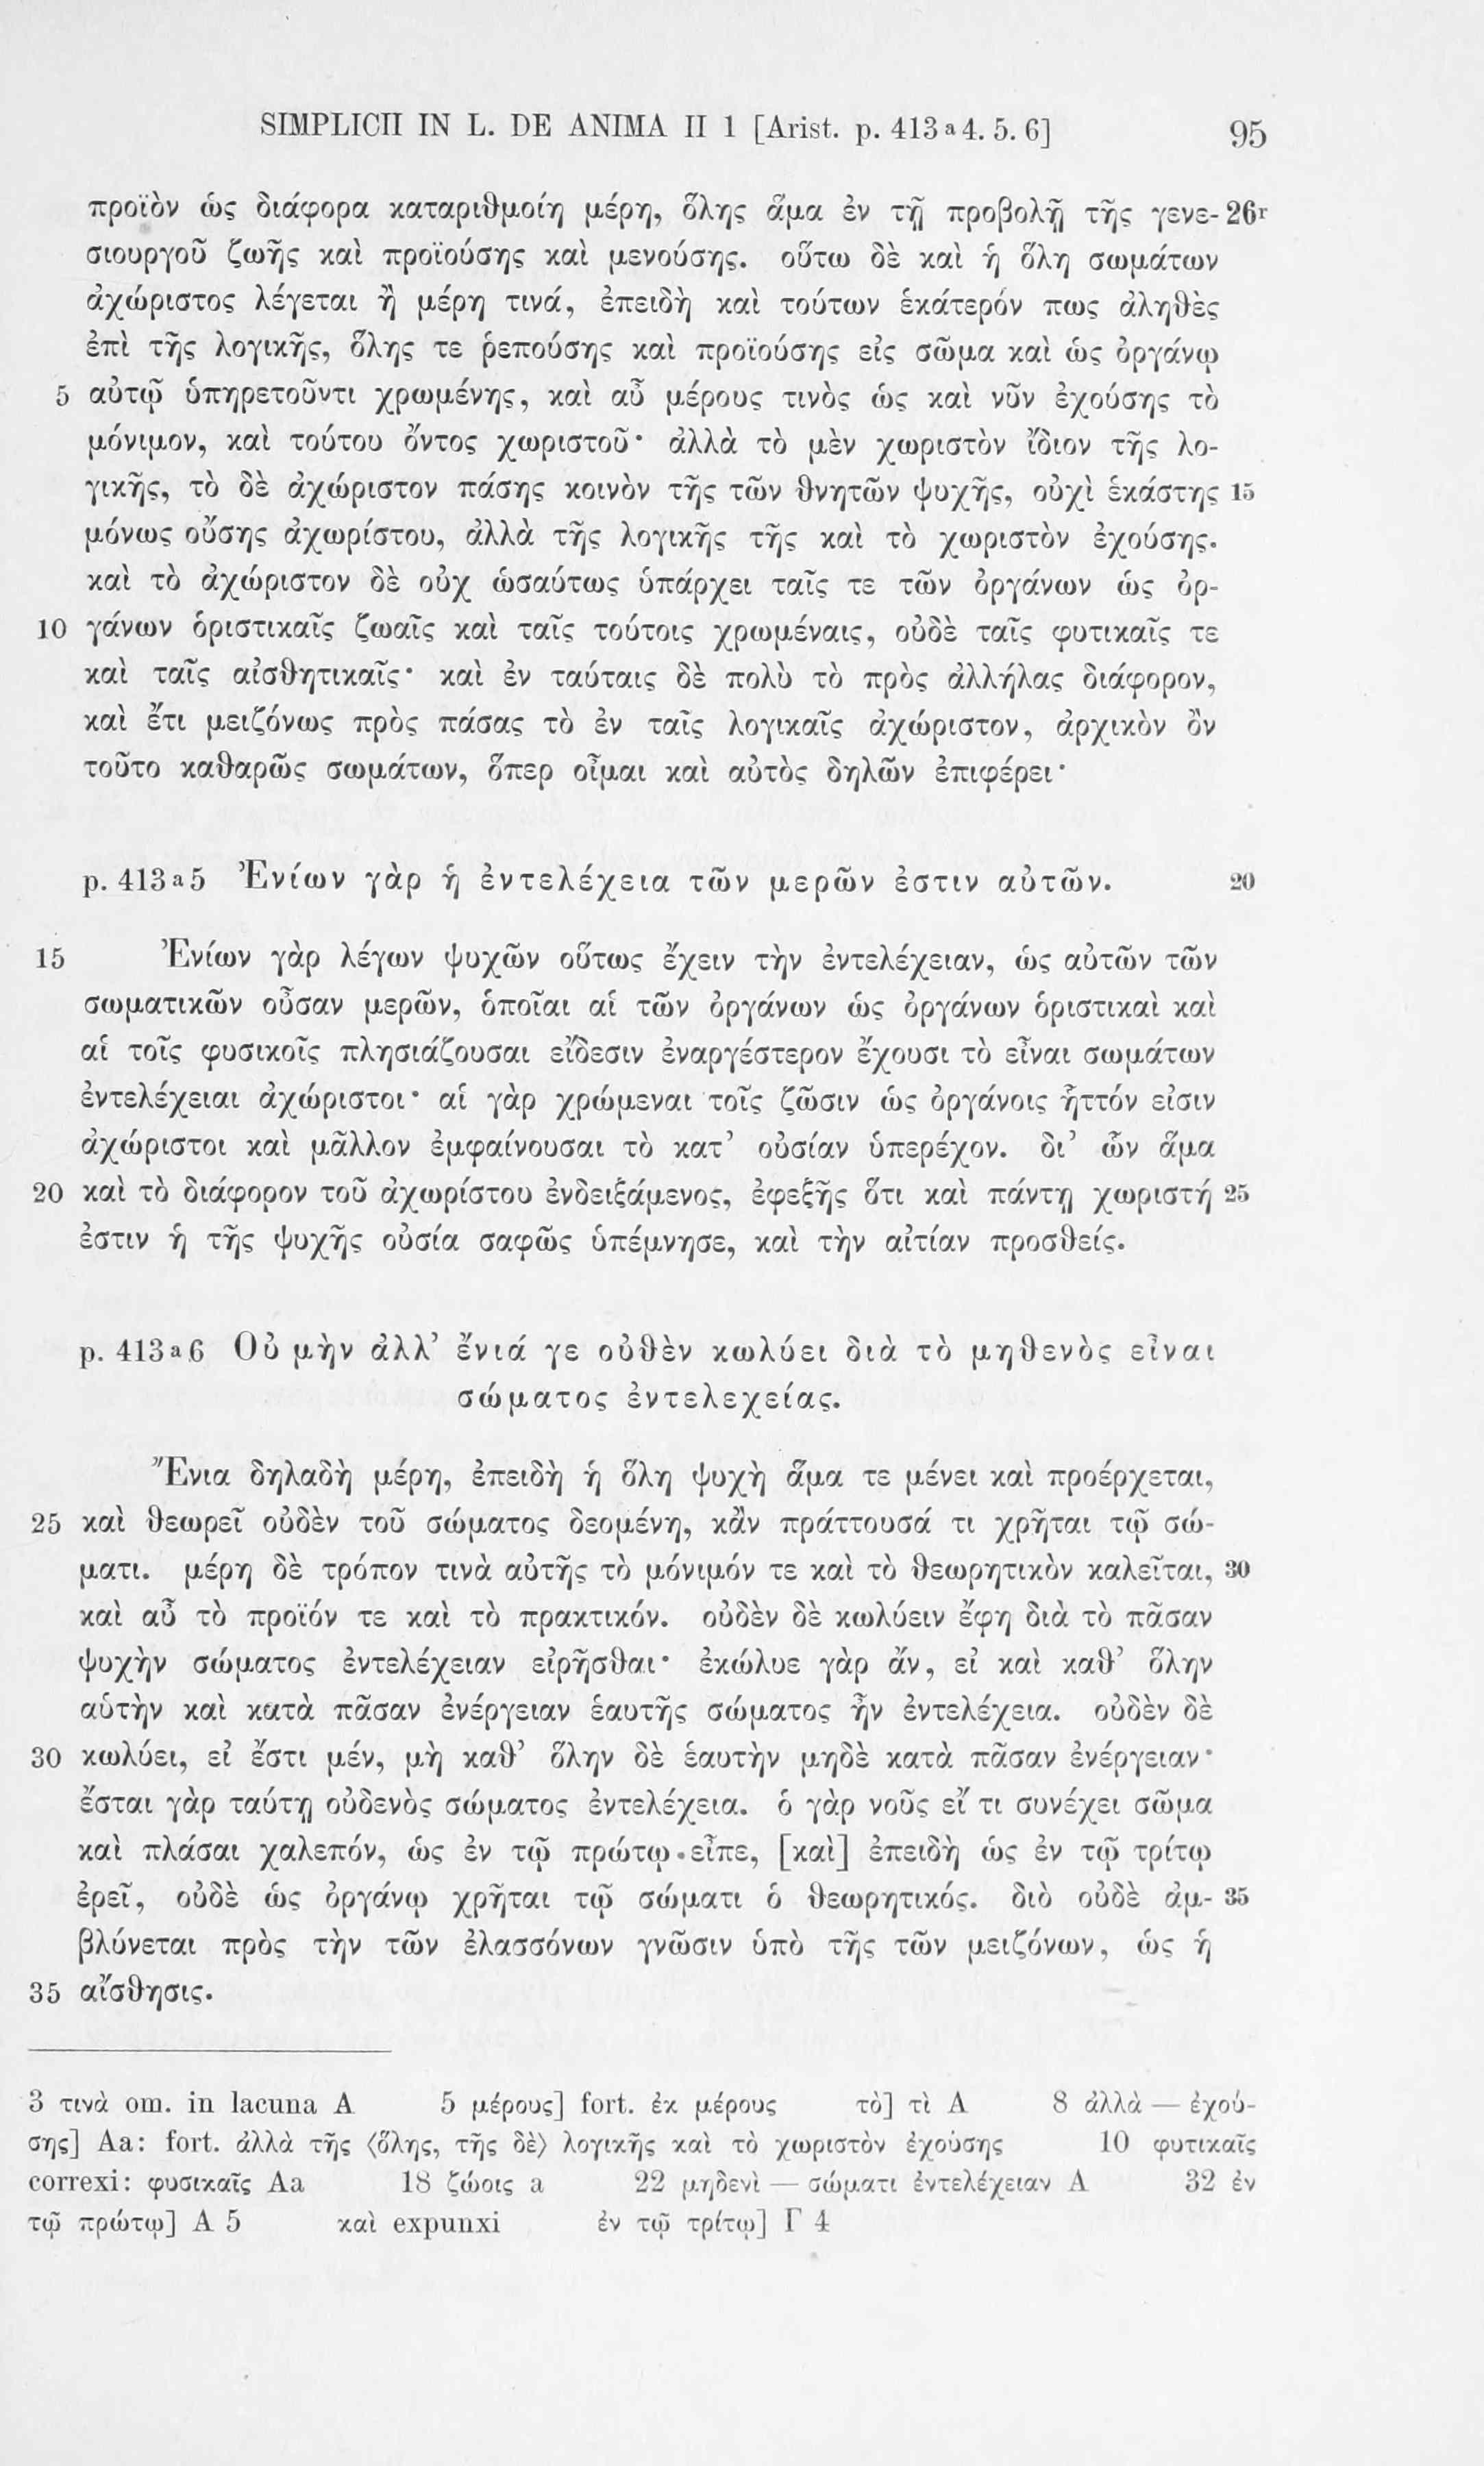 SIMPLICII IN L. DE ANIMA II 1 [Arist. p. 413 a 4. 5. 6] 95
προϊὸν ὡς διάφορα καταριθμοίη μέρη, ὅλης ἅμα ἐν τῇ προβολῇ τῆς γενε- 26r
σιουργοῦ ζωῆς καὶ προϊούσης καὶ μενούσης. οὕτω δὲ καὶ ἡ ὅλη σωμάτων
ἀχώριστος λέγεται ἢ μέρη τινά, ἐπειδὴ καὶ τούτων ἑκάτερόν πως ἀληθὲς
ἐπὶ τῆς λογικῆς, ὅλης τε ῥεπούσης καὶ προϊούσης εἰς σῶμα καὶ ὡς ὀργάνῳ
5 αὐτῷ ὑπηρετοῦντι χρωμένης, καὶ αὖ μέρους τινὸς ὡς καὶ νῦν ἐχούσης τὸ
μόνιμον, καὶ τούτου ὄντος χωριστοῦ· ἀλλὰ τὸ μὲν χωριστὸν ἴδιον τῆς λο-
γικῆς, τὸ δὲ ἀχώριστον πάσης κοινὸν τῆς τῶν θνητῶν ψυχῆς, οὐχὶ ἑκάστης 15
μόνως οὔσης ἀχωρίστου, ἀλλὰ τῆς λογικῆς τῆς καὶ τὸ χωριστὸν ἐχούσης.
καὶ τὸ ἀχώριστον δὲ οὐχ ὡσαύτως ὑπάρχει ταῖς τε τῶν ὀργάνων ὡς ὀρ-
10 γάνων ὁριστικαῖς ζωαῖς καὶ ταῖς τούτοις χρωμέναις, οὐδὲ ταῖς φυτικαῖς τε
καὶ ταῖς αἰσθητικαῖς· καὶ ἐν ταύταις δὲ πολὺ τὸ πρὸς ἀλλήλας διάφορον,
καὶ ἔτι μειζόνως πρὸς πάσας τὸ ἐν ταῖς λογικαῖς ἀχώριστον, ἀρχικὸν ὂν
τοῦτο καθαρῶς σωμάτων, ὅπερ οἶμαι καὶ αὐτὸς δηλῶν ἐπιφέρει·
p. 413 a 5 Ἐνίων γὰρ ἡ ἐντελέχεια τῶν μερῶν ἐστιν αὐτῶν. 20
15 Ἐνίων γὰρ λέγων ψυχῶν οὕτως ἔχειν τὴν ἐντελέχειαν, ὡς αὐτῶν τῶν
σωματικῶν οὖσαν μερῶν, ὁποῖαι αἱ τῶν ὀργάνων ὡς ὀργάνων ὁριστικαὶ καὶ
αἱ τοῖς φυσικοῖς πλησιάζουσαι εἴδεσιν ἐναργέστερον ἔχουσι τὸ εἶναι σωμάτων
ἐντελέχειαι ἀχώριστοι· αἱ γὰρ χρώμεναι τοῖς ζῶσιν ὡς ὀργάνοις ἧττόν εἰσιν
ἀχώριστοι καὶ μᾶλλον ἐμφαίνουσαι τὸ κατ’ οὐσίαν ὑπερέχον. δι’ ὧν ἅμα
20 καὶ τὸ διάφορον τοῦ ἀχωρίστου ἐνδειξάμενος, ἐφεξῆς ὅτι καὶ πάντῃ χωριστή 25
ἐστιν ἡ τῆς ψυχῆς οὐσία σαφῶς ὑπέμνησε, καὶ τὴν αἰτίαν προσθείς.
p. 413 a 6 Οὐ μὴν ἀλλ’ ἔνιά γε οὐθὲν κωλύει διὰ τὸ μηθενὸς εἶναι
σώματος ἐντελεχείας.
Ἔνια δηλαδὴ μέρη, ἐπειδὴ ἡ ὅλη ψυχὴ ἅμα τε μένει καὶ προέρχεται,
25 καὶ θεωρεῖ οὐδὲν τοῦ σώματος δεομένη, κἂν πράττουσά τι χρῆται τῷ σώ-
ματι. μέρη δὲ τρόπον τινὰ αὐτῆς τὸ μόνιμόν τε καὶ τὸ θεωρητικὸν καλεῖται, 30
καὶ αὖ τὸ προϊόν τε καὶ τὸ πρακτικόν. οὐδὲν δὲ κωλύειν ἔφη διὰ τὸ πᾶσαν
ψυχὴν σώματος ἐντελέχειαν εἰρῆσθαι· ἐκώλυε γὰρ ἄν, εἰ καὶ καθ’ ὅλην
αὑτὴν καὶ κατὰ πᾶσαν ἐνέργειαν ἑαυτῆς σώματος ἦν ἐντελέχεια. οὐδὲν δὲ
30 κωλύει, εἰ ἔστι μέν, μὴ καθ’ ὅλην δὲ ἑαυτὴν μηδὲ κατὰ πᾶσαν ἐνέργειαν·
ἔσται γὰρ ταύτῃ οὐδενὸς σώματος ἐντελέχεια. ὁ γὰρ νοῦς εἴ τι συνέχει σῶμα
καὶ πλάσαι χαλεπόν, ὡς ἐν τῷ πρώτῳ εἶπε, [καὶ] ἐπειδὴ ὡς ἐν τῷ τρίτῳ
ἐρεῖ, οὐδὲ ὡς ὀργάνῳ χρῆται τῷ σώματι ὁ θεωρητικός. διὸ οὐδὲ ἀμ- 35
βλύνεται πρὸς τὴν τῶν ἐλασσόνων γνῶσιν ὑπὸ τῆς τῶν μειζόνων, ὡς ἡ
35 αἴσθησις.
3 τινὰ om. in lacuna A 5 μέρους] fort. ἐκ μέρους τὸ] τὶ A 8 ἀλλὰ — ἐχού-
σης] Aa: fort. ἀλλὰ τῆς ⟨ὅλης, τῆς δὲ⟩ λογικῆς καὶ τὸ χωριστὸν ἐχούσης 10 φυτικαῖς
correxi: φυσικαῖς Aa 18 ζώοις a 22 μηδενὶ — σώματι ἐντελέχειαν A 32 ἐν
τῷ πρώτῳ] A 5 καὶ expunxi ἐν τῷ τρίτῳ] Γ 4